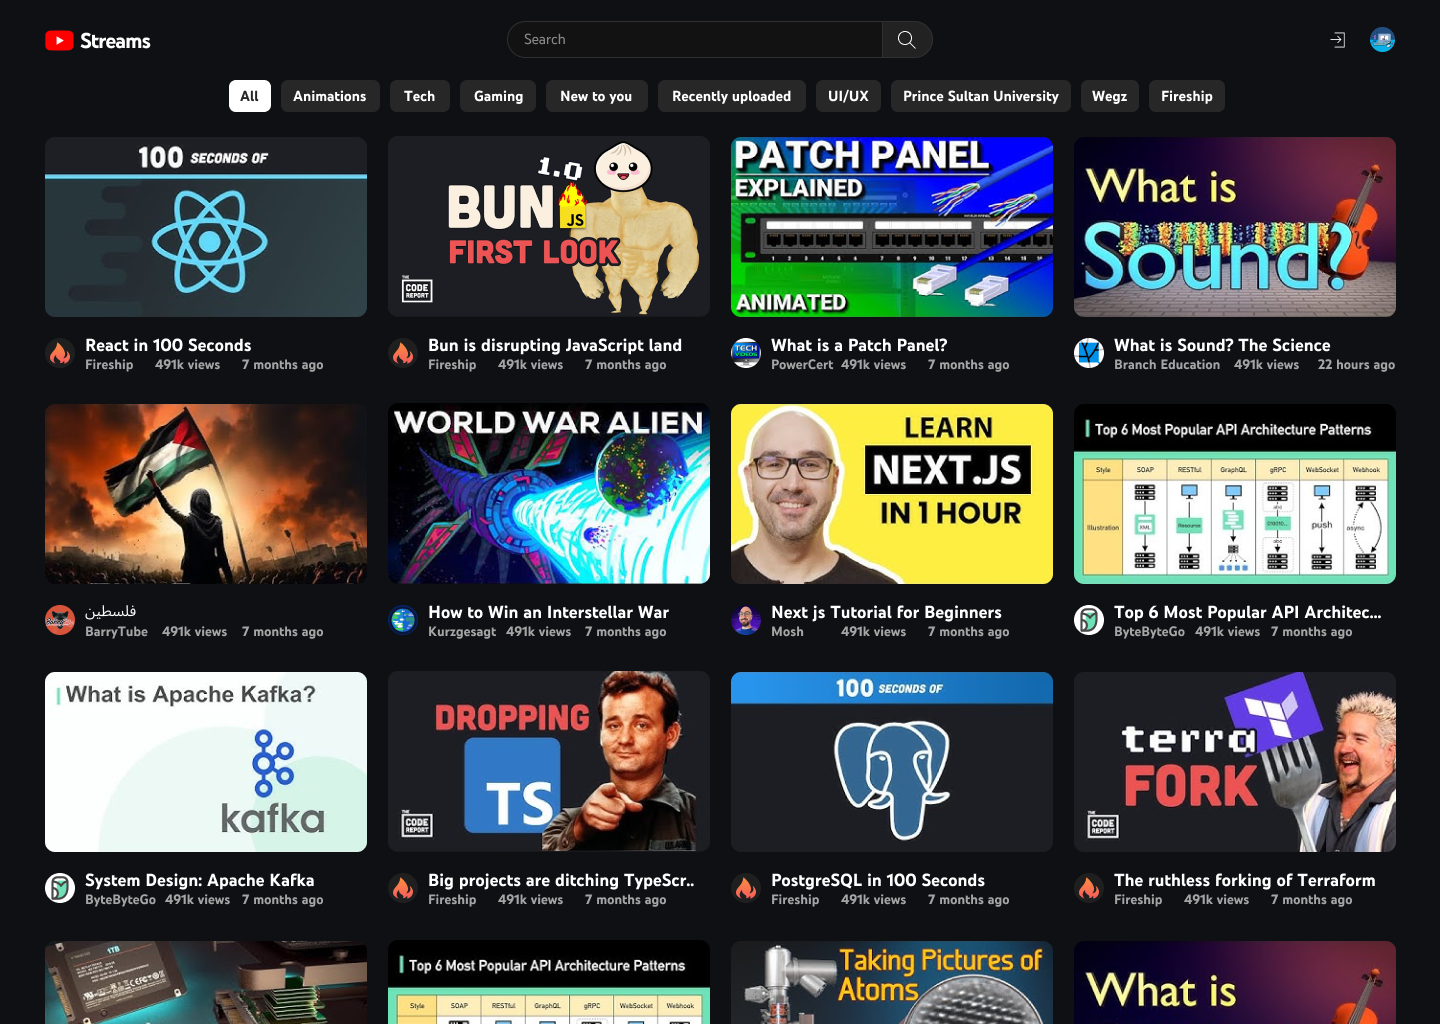 Streams
Search
All
Animations
Tech
Gaming
New to you
Recently uploaded
UI/UX
Prince Sultan University
Wegz
Fireship
100 SECONDS OF
1.0
BUN
JS
FIRST LOOK
THE
CODE
REPORT
PATCH PANEL
EXPLAINED
ANIMATED
What is
Sound?
React in 100 Seconds
Fireship 491k views 7 months ago
Bun is disrupting JavaScript land
Fireship 491k views 7 months ago
What is a Patch Panel?
PowerCert 491k views 7 months ago
What is Sound? The Science
Branch Education 491k views 22 hours ago
WORLD WAR ALIEN
LEARN
NEXT.JS
IN 1 HOUR
Top 6 Most Popular API Architecture Patterns
Style SOAP RESTful GraphQL gRPC WebSocket Webhook
Illustration
XML
Resource
abc
010010...
abc
push
async
فلسطين
BarryTube 491k views 7 months ago
How to Win an Interstellar War
Kurzgesagt 491k views 7 months ago
Next js Tutorial for Beginners
Mosh 491k views 7 months ago
Top 6 Most Popular API Architec...
ByteByteGo 491k views 7 months ago
What is Apache Kafka?
kafka
DROPPING
TS
THE
CODE
REPORT
100 SECONDS OF
terra
FORK
THE
CODE
REPORT
System Design: Apache Kafka
ByteByteGo 491k views 7 months ago
Big projects are ditching TypeScr..
Fireship 491k views 7 months ago
PostgreSQL in 100 Seconds
Fireship 491k views 7 months ago
The ruthless forking of Terraform
Fireship 491k views 7 months ago
1TB
Top 6 Most Popular API Architecture Patterns
Style SOAP RESTful GraphQL gRPC WebSocket Webhook
Taking Pictures of
Atoms
What is